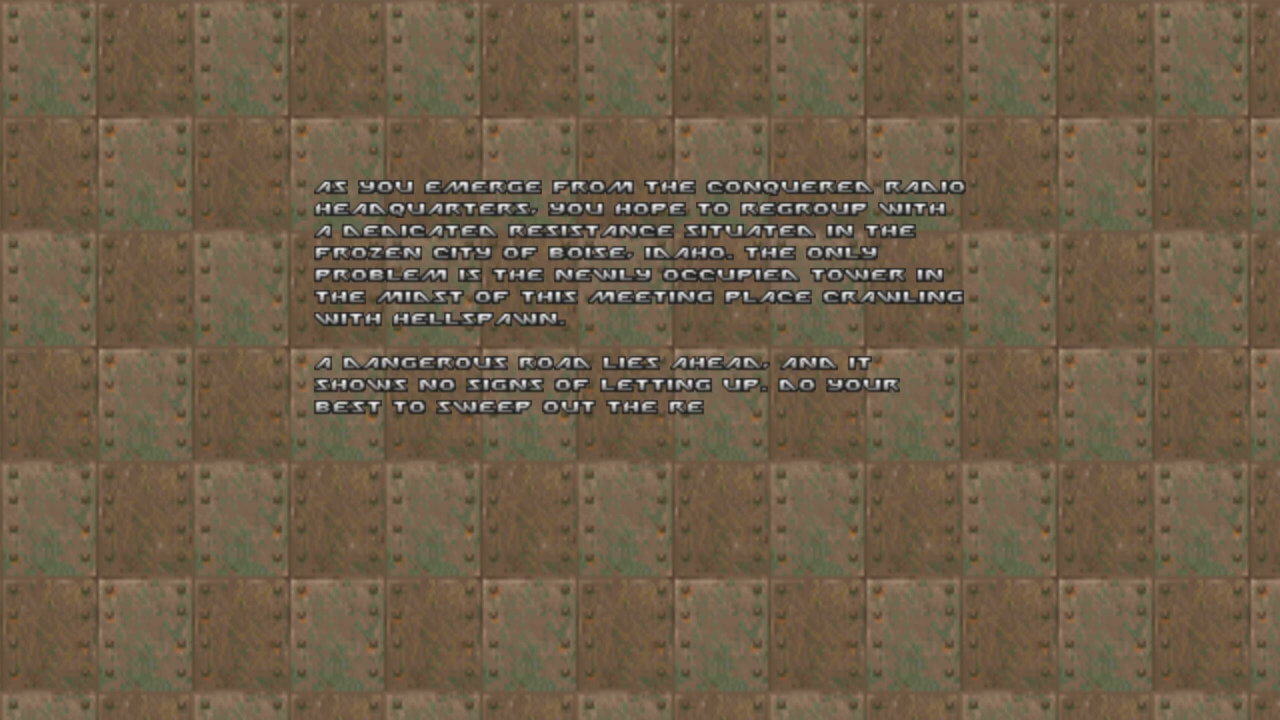 AS YOU EMERGE FROM THE CONQUERED RADIO
HEADQUARTERS, YOU HOPE TO REGROUP WITH
A DEDICATED RESISTANCE SITUATED IN THE
FROZEN CITY OF BOISE, IDAHO. THE ONLY
PROBLEM IS THE NEWLY OCCUPIED TOWER IN
THE MIDST OF THIS MEETING PLACE CRAWLING
WITH HELLSPAWN.
A DANGEROUS ROAD LIES AHEAD, AND IT
SHOWS NO SIGNS OF LETTING UP. DO YOUR
BEST TO SWEEP OUT THE RE